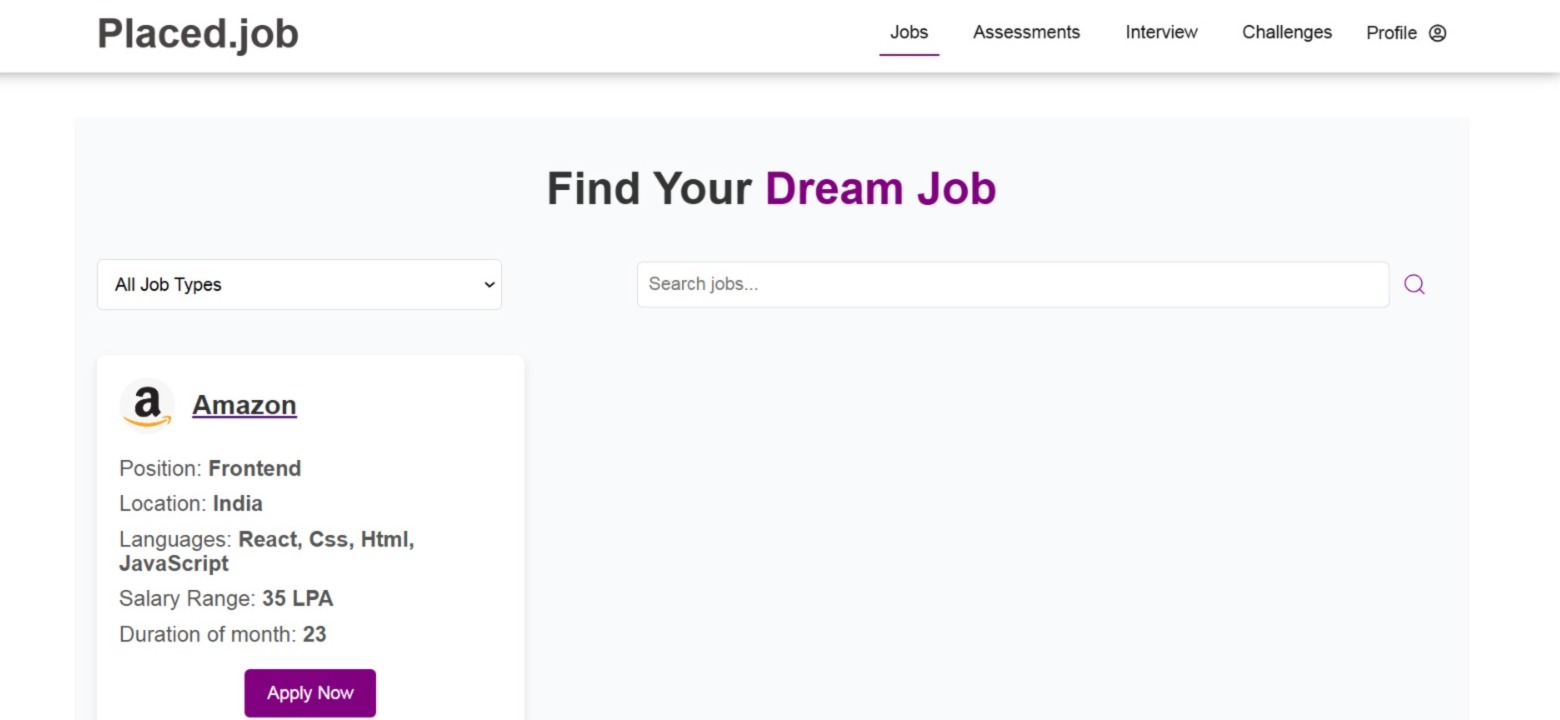 Placed.job
Jobs Assessments Interview Challenges Profile
Find Your Dream Job
All Job Types
Search jobs...
a Amazon
Position: Frontend
Location: India
Languages: React, Css, Html,
JavaScript
Salary Range: 35 LPA
Duration of month: 23
Apply Now